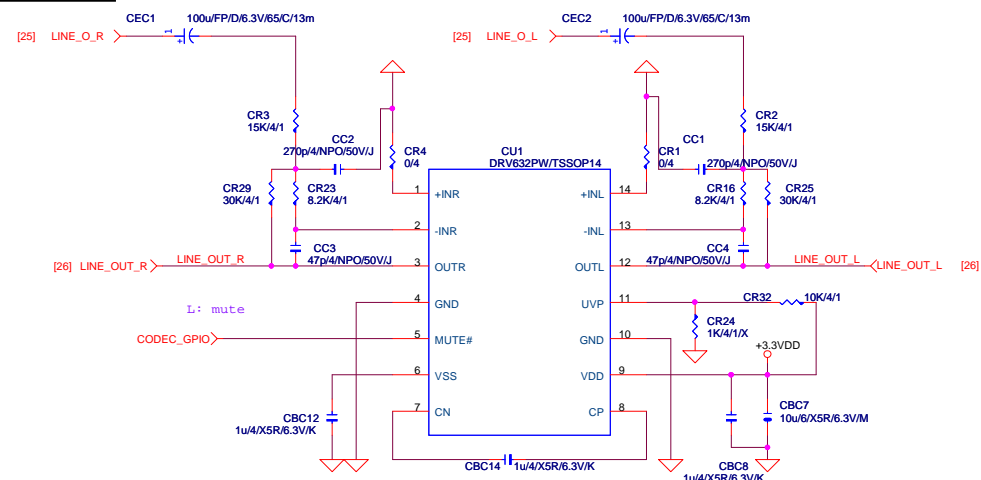 CEC1 100u/FP/D/6.3V/65/C/13m
[25] LINE_O_R
1
+
CEC2 100u/FP/D/6.3V/65/C/13m
[25] LINE_O_L
1
+
CR3
15K/4/1
CC2
270p/4/NPO/50V/J
CR4
0/4
CU1
DRV632PW/TSSOP14
CR1
0/4
CC1
270p/4/NPO/50V/J
CR2
15K/4/1
CR29
30K/4/1
CR23
8.2K/4/1
CR16
8.2K/4/1
CR25
30K/4/1
1 +INR
+INL 14
2 -INR
-INL 13
CC3
47p/4/NPO/50V/J
CC4
47p/4/NPO/50V/J
[26] LINE_OUT_R LINE_OUT_R
3 OUTR
OUTL 12
LINE_OUT_L LINE_OUT_L [26]
4 GND
UVP 11
CR32 10K/4/1
L: mute
CR24
1K/4/1/X
CODEC_GPIO
5 MUTE#
GND 10
+3.3VDD
6 VSS
VDD 9
7 CN
CP 8
CBC12
1u/4/X5R/6.3V/K
CBC7
10u/6/X5R/6.3V/M
CBC14 1u/4/X5R/6.3V/K
CBC8
1u/4/X5R/6.3V/K